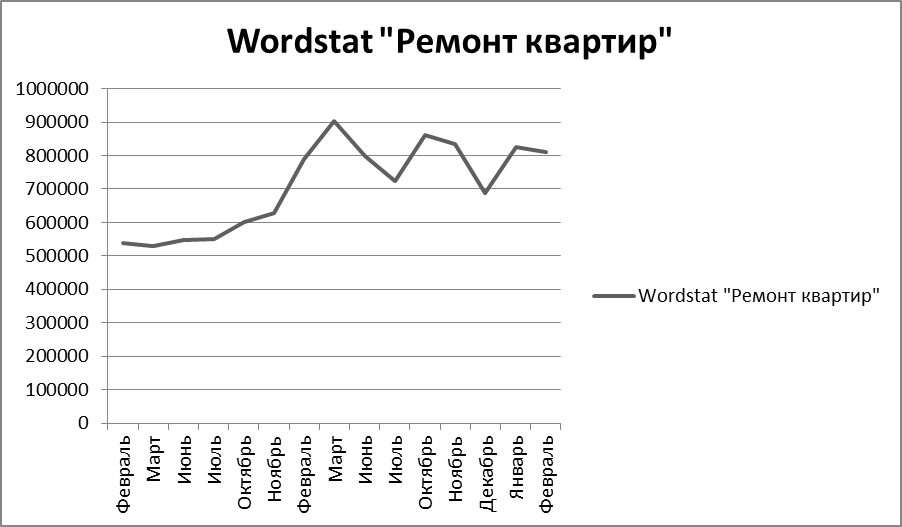 Wordstat "Ремонт квартир"
1000000
900000
800000
700000
600000
500000
400000
300000
200000
100000
0
Февраль
Март
Июнь
Июль
Октябрь
Ноябрь
Февраль
Март
Июнь
Июль
Октябрь
Ноябрь
Декабрь
Январь
Февраль
Wordstat "Ремонт квартир"